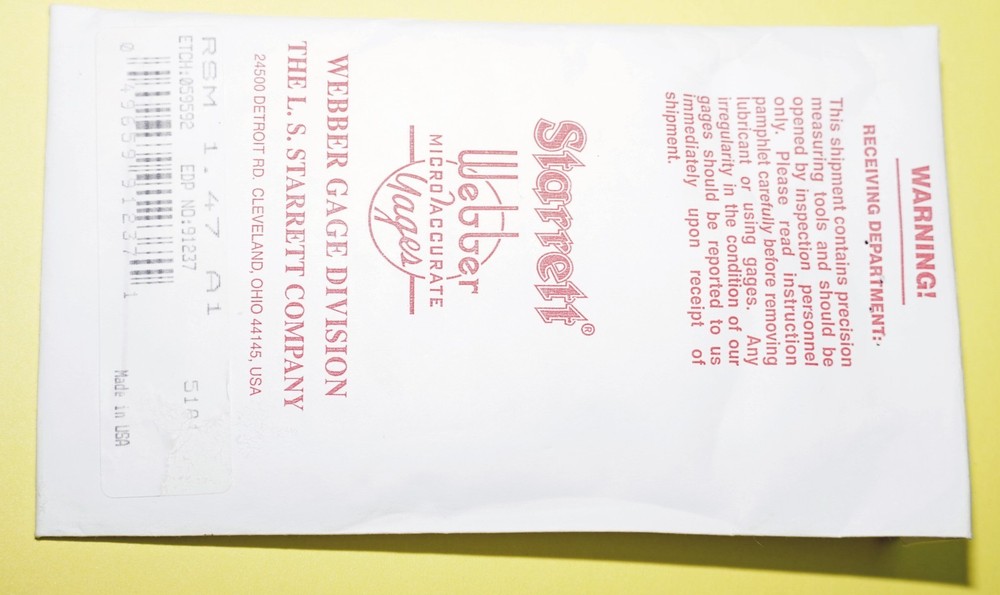 WARNING!
RECEIVING DEPARTMENT:
This shipment contains precision
measuring tools and should be
opened by inspection personnel
only. Please read instruction
pamphlet carefully before removing
lubricant or using gages. Any
irregularity in the condition of our
gages should be reported to us
immediately upon receipt of
shipment.
Starrett®
Webber
MICRO ACCURATE
Gages
WEBBER GAGE DIVISION
THE L. S. STARRETT COMPANY
24500 DETROIT RD. CLEVELAND, OHIO 44145, USA
RSM 1.47 A1
ETCH:059592 EDP NO:91237
0 49659 91237 1
Made in USA